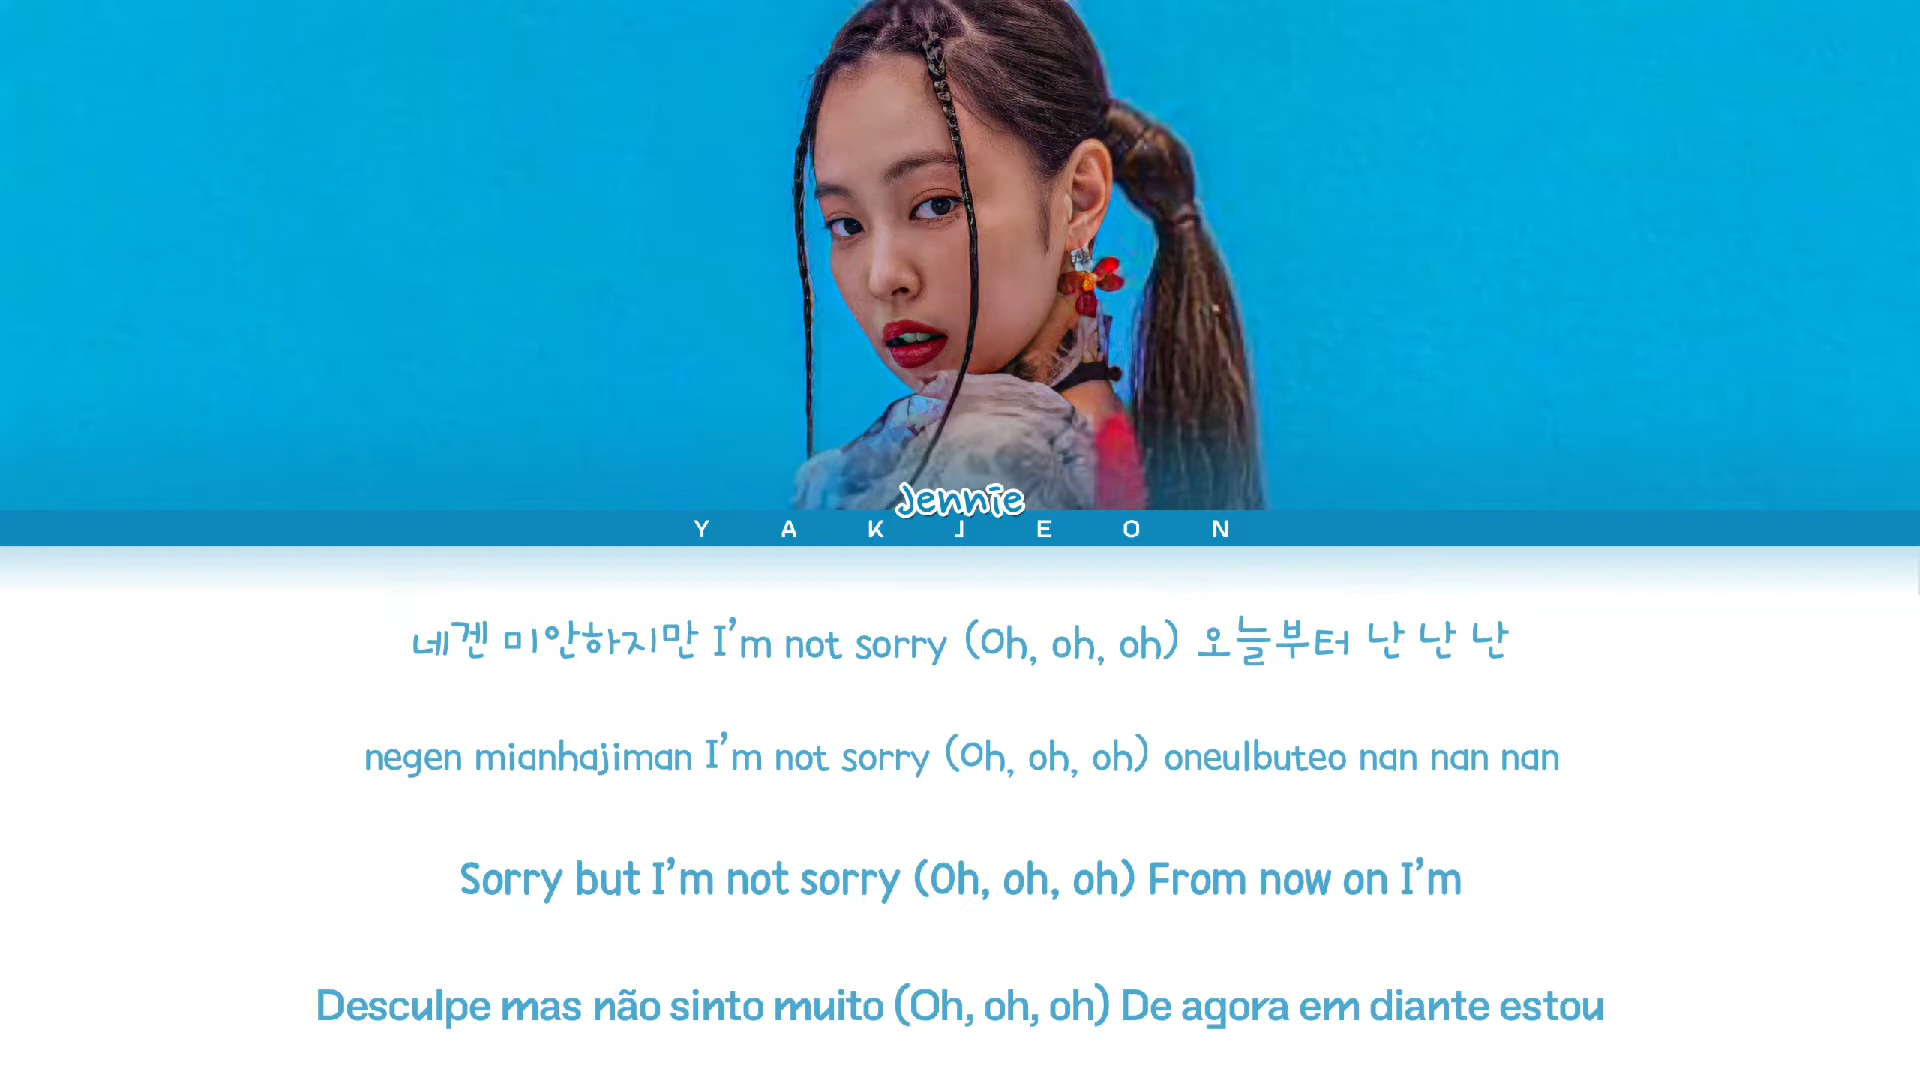 Jennie
YAKJEON
네겐 미안하지만 I’m not sorry (Oh, oh, oh) 오늘부터 난 난 난
negen mianhajiman I’m not sorry (Oh, oh, oh) oneulbuteo nan nan nan
Sorry but I’m not sorry (Oh, oh, oh) From now on I’m
Desculpe mas não sinto muito (Oh, oh, oh) De agora em diante estou